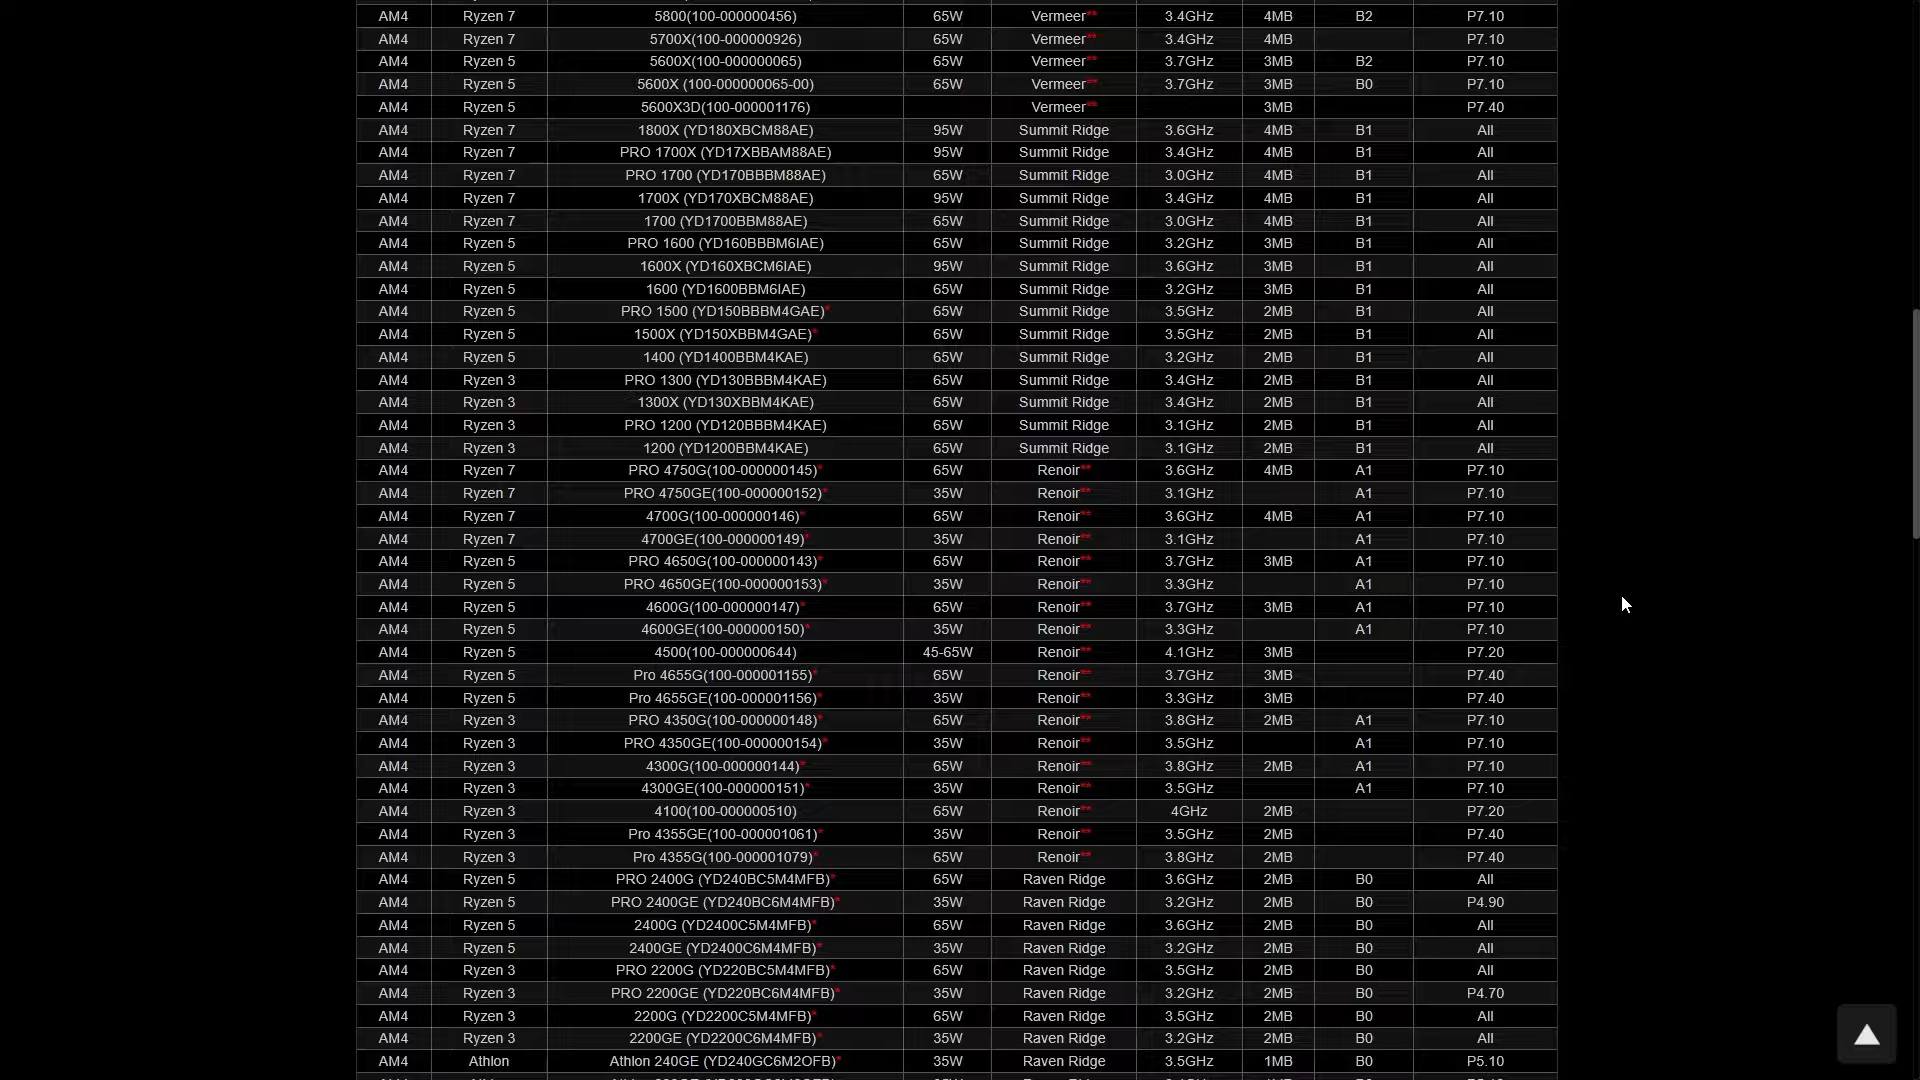 AM4 Ryzen 7 5800(100-000000456) 65W Vermeer** 3.4GHz 4MB B2 P7.10
AM4 Ryzen 7 5700X(100-000000926) 65W Vermeer** 3.4GHz 4MB P7.10
AM4 Ryzen 5 5600X(100-000000065) 65W Vermeer** 3.7GHz 3MB B2 P7.10
AM4 Ryzen 5 5600X (100-000000065-00) 65W Vermeer** 3.7GHz 3MB B0 P7.10
AM4 Ryzen 5 5600X3D(100-000001176) Vermeer** 3MB P7.40
AM4 Ryzen 7 1800X (YD180XBCM88AE) 95W Summit Ridge 3.6GHz 4MB B1 All
AM4 Ryzen 7 PRO 1700X (YD17XBBAM88AE) 95W Summit Ridge 3.4GHz 4MB B1 All
AM4 Ryzen 7 PRO 1700 (YD170BBBM88AE) 65W Summit Ridge 3.0GHz 4MB B1 All
AM4 Ryzen 7 1700X (YD170XBCM88AE) 95W Summit Ridge 3.4GHz 4MB B1 All
AM4 Ryzen 7 1700 (YD1700BBM88AE) 65W Summit Ridge 3.0GHz 4MB B1 All
AM4 Ryzen 5 PRO 1600 (YD160BBBM6IAE) 65W Summit Ridge 3.2GHz 3MB B1 All
AM4 Ryzen 5 1600X (YD160XBCM6IAE) 95W Summit Ridge 3.6GHz 3MB B1 All
AM4 Ryzen 5 1600 (YD1600BBM6IAE) 65W Summit Ridge 3.2GHz 3MB B1 All
AM4 Ryzen 5 PRO 1500 (YD150BBBM4GAE)* 65W Summit Ridge 3.5GHz 2MB B1 All
AM4 Ryzen 5 1500X (YD150XBBM4GAE)* 65W Summit Ridge 3.5GHz 2MB B1 All
AM4 Ryzen 5 1400 (YD1400BBM4KAE) 65W Summit Ridge 3.2GHz 2MB B1 All
AM4 Ryzen 3 PRO 1300 (YD130BBBM4KAE) 65W Summit Ridge 3.4GHz 2MB B1 All
AM4 Ryzen 3 1300X (YD130XBBM4KAE) 65W Summit Ridge 3.4GHz 2MB B1 All
AM4 Ryzen 3 PRO 1200 (YD120BBBM4KAE) 65W Summit Ridge 3.1GHz 2MB B1 All
AM4 Ryzen 3 1200 (YD1200BBM4KAE) 65W Summit Ridge 3.1GHz 2MB B1 All
AM4 Ryzen 7 PRO 4750G(100-000000145)* 65W Renoir** 3.6GHz 4MB A1 P7.10
AM4 Ryzen 7 PRO 4750GE(100-000000152)* 35W Renoir** 3.1GHz A1 P7.10
AM4 Ryzen 7 4700G(100-000000146)* 65W Renoir** 3.6GHz 4MB A1 P7.10
AM4 Ryzen 7 4700GE(100-000000149)* 35W Renoir** 3.1GHz A1 P7.10
AM4 Ryzen 5 PRO 4650G(100-000000143)* 65W Renoir** 3.7GHz 3MB A1 P7.10
AM4 Ryzen 5 PRO 4650GE(100-000000153)* 35W Renoir** 3.3GHz A1 P7.10
AM4 Ryzen 5 4600G(100-000000147)* 65W Renoir** 3.7GHz 3MB A1 P7.10
AM4 Ryzen 5 4600GE(100-000000150)* 35W Renoir** 3.3GHz A1 P7.10
AM4 Ryzen 5 4500(100-000000644) 45-65W Renoir** 4.1GHz 3MB P7.20
AM4 Ryzen 5 Pro 4655G(100-000001155)* 65W Renoir** 3.7GHz 3MB P7.40
AM4 Ryzen 5 Pro 4655GE(100-000001156)* 35W Renoir** 3.3GHz 3MB P7.40
AM4 Ryzen 3 PRO 4350G(100-000000148)* 65W Renoir** 3.8GHz 2MB A1 P7.10
AM4 Ryzen 3 PRO 4350GE(100-000000154)* 35W Renoir** 3.5GHz A1 P7.10
AM4 Ryzen 3 4300G(100-000000144)* 65W Renoir** 3.8GHz 2MB A1 P7.10
AM4 Ryzen 3 4300GE(100-000000151)* 35W Renoir** 3.5GHz A1 P7.10
AM4 Ryzen 3 4100(100-000000510) 65W Renoir** 4GHz 2MB P7.20
AM4 Ryzen 3 Pro 4355GE(100-000001061)* 35W Renoir** 3.5GHz 2MB P7.40
AM4 Ryzen 3 Pro 4355G(100-000001079)* 65W Renoir** 3.8GHz 2MB P7.40
AM4 Ryzen 5 PRO 2400G (YD240BC5M4MFB)* 65W Raven Ridge 3.6GHz 2MB B0 All
AM4 Ryzen 5 PRO 2400GE (YD240BC6M4MFB)* 35W Raven Ridge 3.2GHz 2MB B0 P4.90
AM4 Ryzen 5 2400G (YD2400C5M4MFB)* 65W Raven Ridge 3.6GHz 2MB B0 All
AM4 Ryzen 5 2400GE (YD2400C6M4MFB)* 35W Raven Ridge 3.2GHz 2MB B0 All
AM4 Ryzen 3 PRO 2200G (YD220BC5M4MFB)* 65W Raven Ridge 3.5GHz 2MB B0 All
AM4 Ryzen 3 PRO 2200GE (YD220BC6M4MFB)* 35W Raven Ridge 3.2GHz 2MB B0 P4.70
AM4 Ryzen 3 2200G (YD2200C5M4MFB)* 65W Raven Ridge 3.5GHz 2MB B0 All
AM4 Ryzen 3 2200GE (YD2200C6M4MFB)* 35W Raven Ridge 3.2GHz 2MB B0 All
AM4 Athlon Athlon 240GE (YD240GC6M2OFB)* 35W Raven Ridge 3.5GHz 1MB B0 P5.10